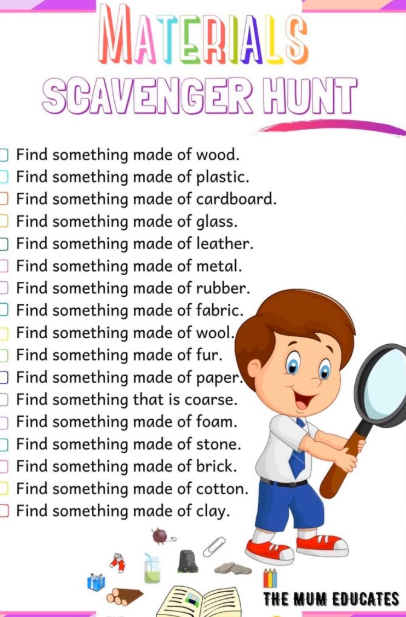 MATERIALS
SCAVENGER HUNT
Find something made of wood.
Find something made of plastic.
Find something made of cardboard.
Find something made of glass.
Find something made of leather.
Find something made of metal.
Find something made of rubber.
Find something made of fabric.
Find something made of wool.
Find something made of fur.
Find something made of paper.
Find something that is coarse.
Find something made of foam.
Find something made of stone.
Find something made of brick.
Find something made of cotton.
Find something made of clay.
THE MUM EDUCATES